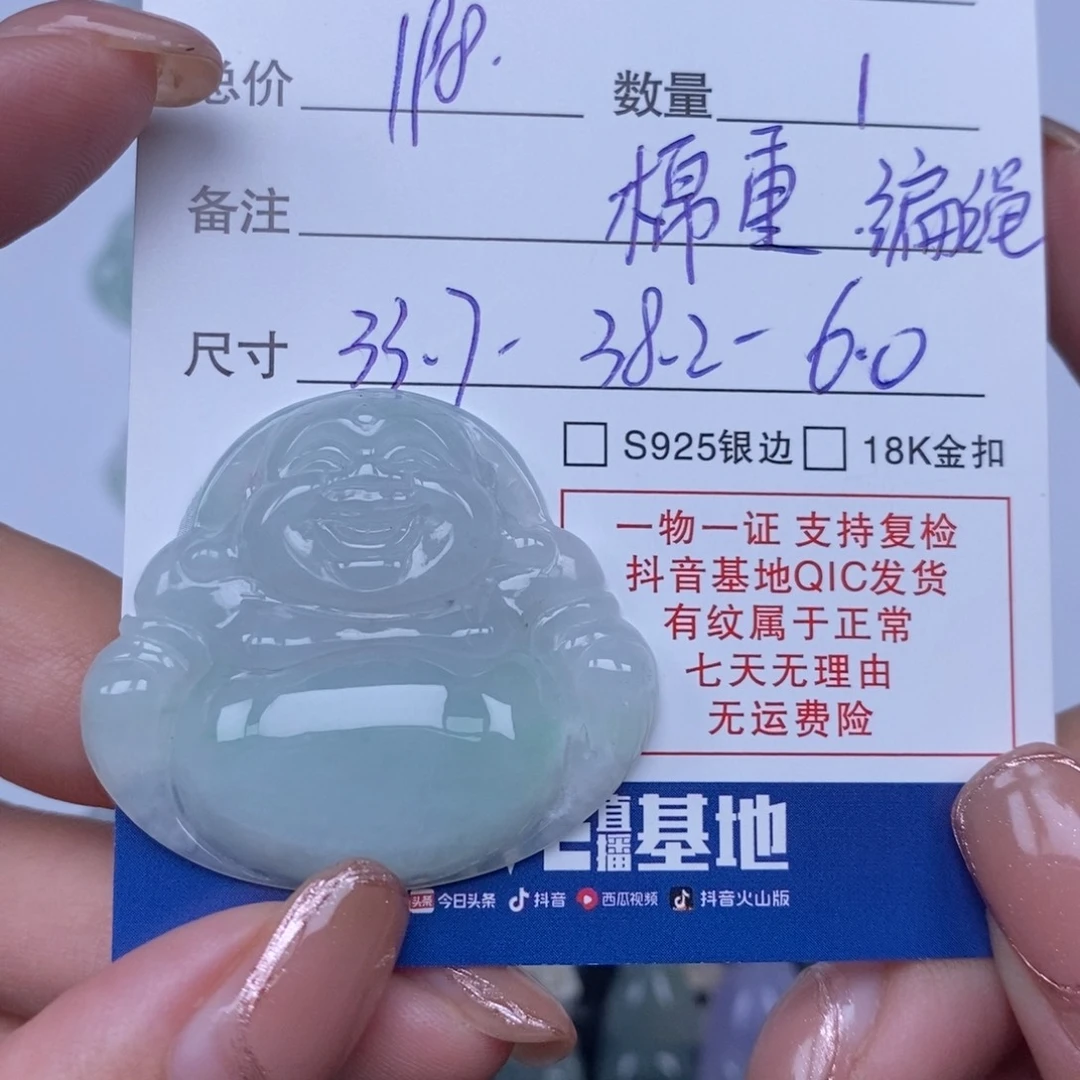 总价 数量 1
备注 棉重 编绳
尺寸 33.7 - 38.2 - 6.0
S925银边 18K金扣
一物一证 支持复检
抖音基地QIC发货
有纹属于正常
七天无理由
无运费险
直播基地
头条 今日头条 抖音 西瓜视频 抖音火山版